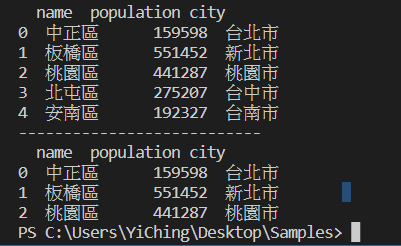 name population city
0 中正區 159598 台北市
1 板橋區 551452 新北市
2 桃園區 441287 桃園市
3 北屯區 275207 台中市
4 安南區 192327 台南市
---------------------------
name population city
0 中正區 159598 台北市
1 板橋區 551452 新北市
2 桃園區 441287 桃園市
PS C:\Users\YiChing\Desktop\Samples>